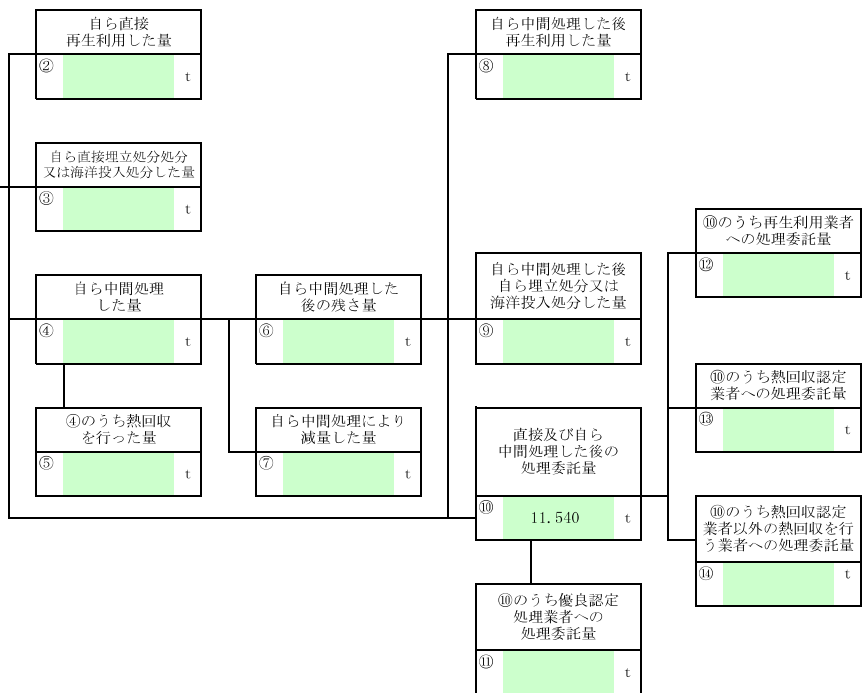 自ら直接
再生利用した量
② t
自ら中間処理した後
再生利用した量
⑧ t
自ら直接埋立処分処分
又は海洋投入処分した量
③ t
⑩のうち再生利用業者
への処理委託量
⑫ t
自ら中間処理
した量
④ t
自ら中間処理した
後の残さ量
⑥ t
自ら中間処理した後
自ら埋立処分又は
海洋投入処分した量
⑨ t
⑩のうち熱回収認定
業者への処理委託量
⑬ t
④のうち熱回収
を行った量
⑤ t
自ら中間処理により
減量した量
⑦ t
直接及び自ら
中間処理した後の
処理委託量
⑩ 11.540 t
⑩のうち熱回収認定
業者以外の熱回収を行
う業者への処理委託量
⑭ t
⑩のうち優良認定
処理業者への
処理委託量
⑪ t